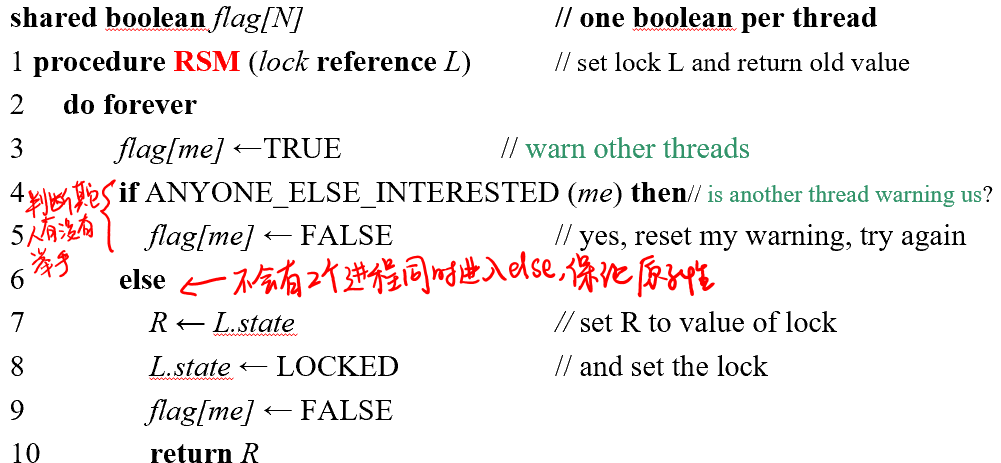 shared boolean flag[N] // one boolean per thread
1 procedure RSM (lock reference L) // set lock L and return old value
2 do forever
3 flag[me] ←TRUE // warn other threads
4 if ANYONE_ELSE_INTERESTED (me) then// is another thread warning us?
判断其它
5 flag[me] ← FALSE // yes, reset my warning, try again
人有没有
举手
6 else ← 不会有2个进程同时进入else,保证原子性
7 R ← L.state // set R to value of lock
8 L.state ← LOCKED // and set the lock
9 flag[me] ← FALSE
10 return R